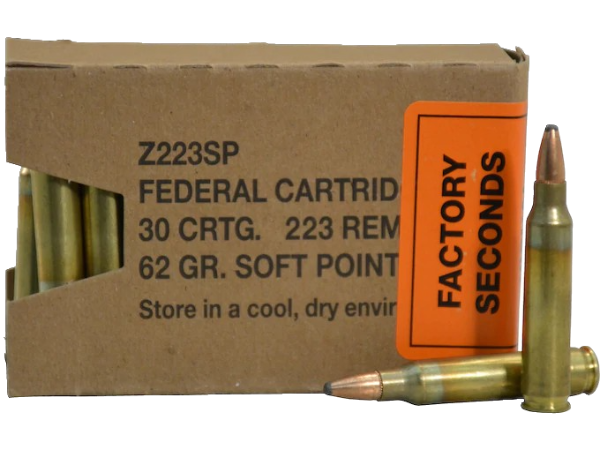 Z223SP
FEDERAL CARTRID
30 CRTG. 223 REM
62 GR. SOFT POINT
Store in a cool, dry envir
FACTORY
SECONDS